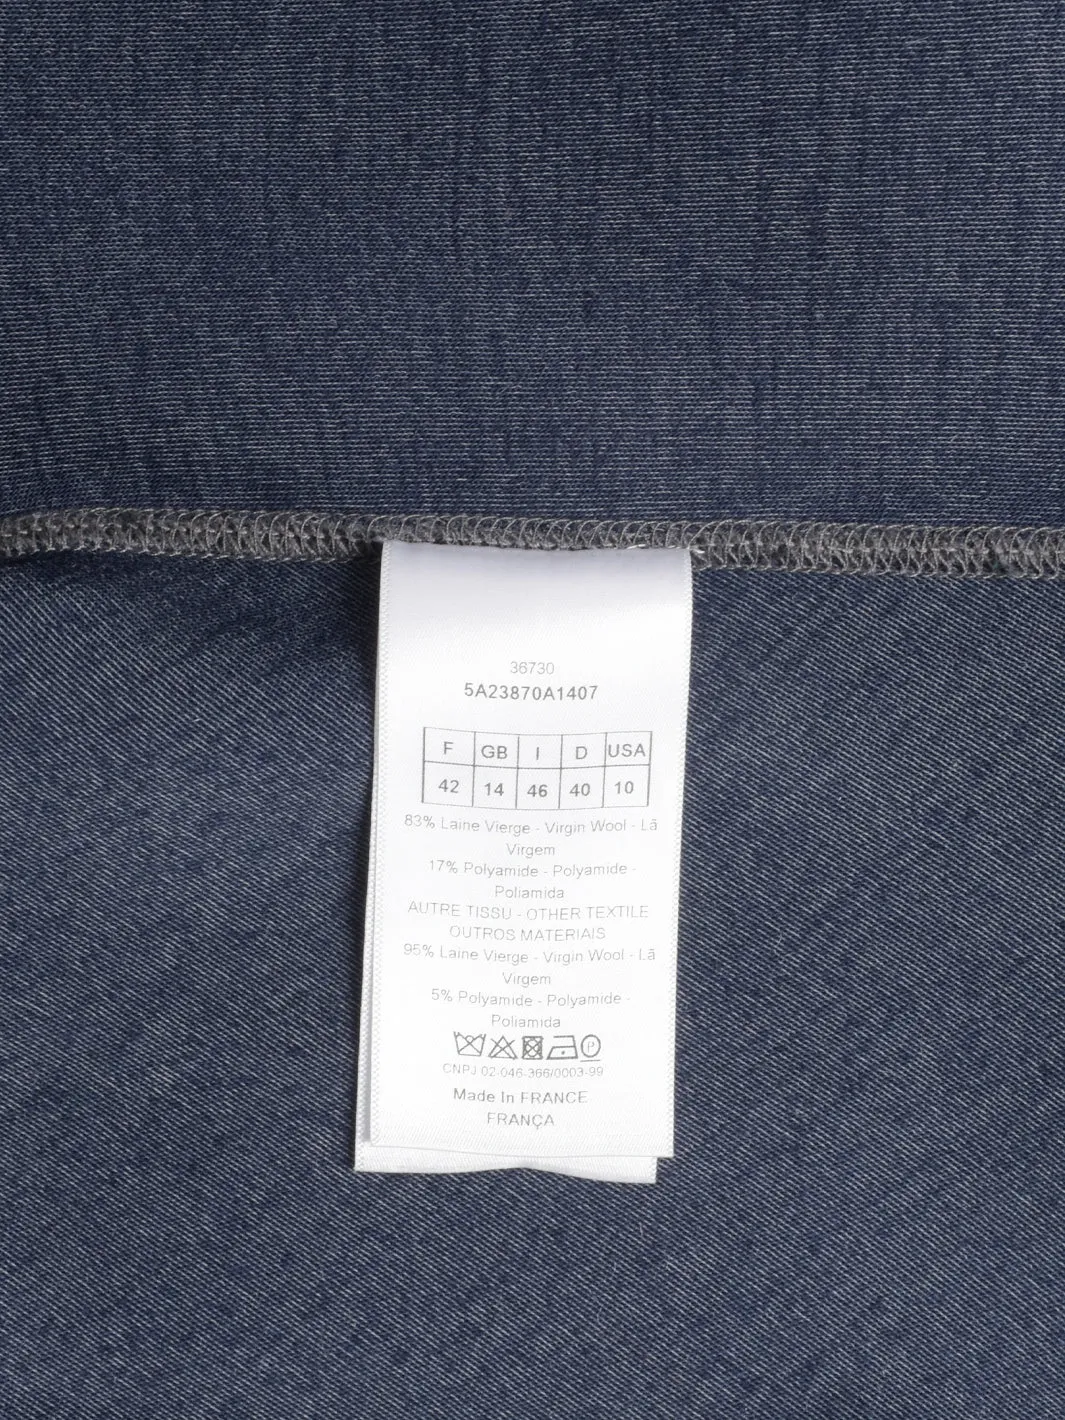 36730
5A23870A1407
F GB I D USA
42 14 46 40 10
83% Laine Vierge - Virgin Wool - Lã
Virgem
17% Polyamide - Polyamide -
Poliamida
AUTRE TISSU - OTHER TEXTILE
OUTROS MATERIAIS
95% Laine Vierge - Virgin Wool - Lã
Virgem
5% Polyamide - Polyamide -
Poliamida
P
CNPJ 02-046-366/0003-99
Made In FRANCE
FRANÇA